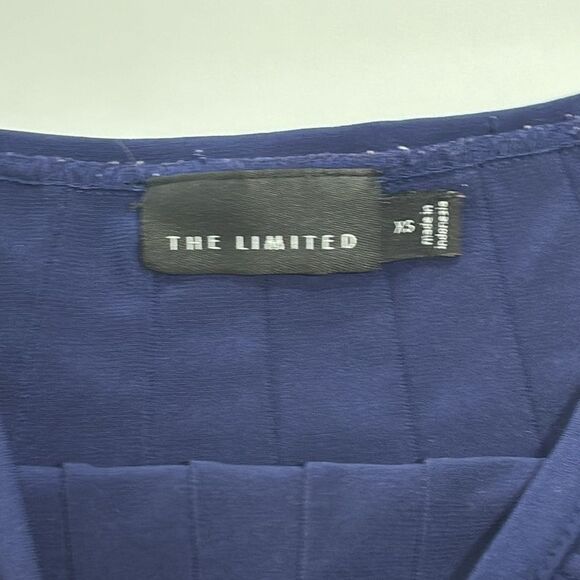 THE LIMITED
XS
Made in
Indonesia